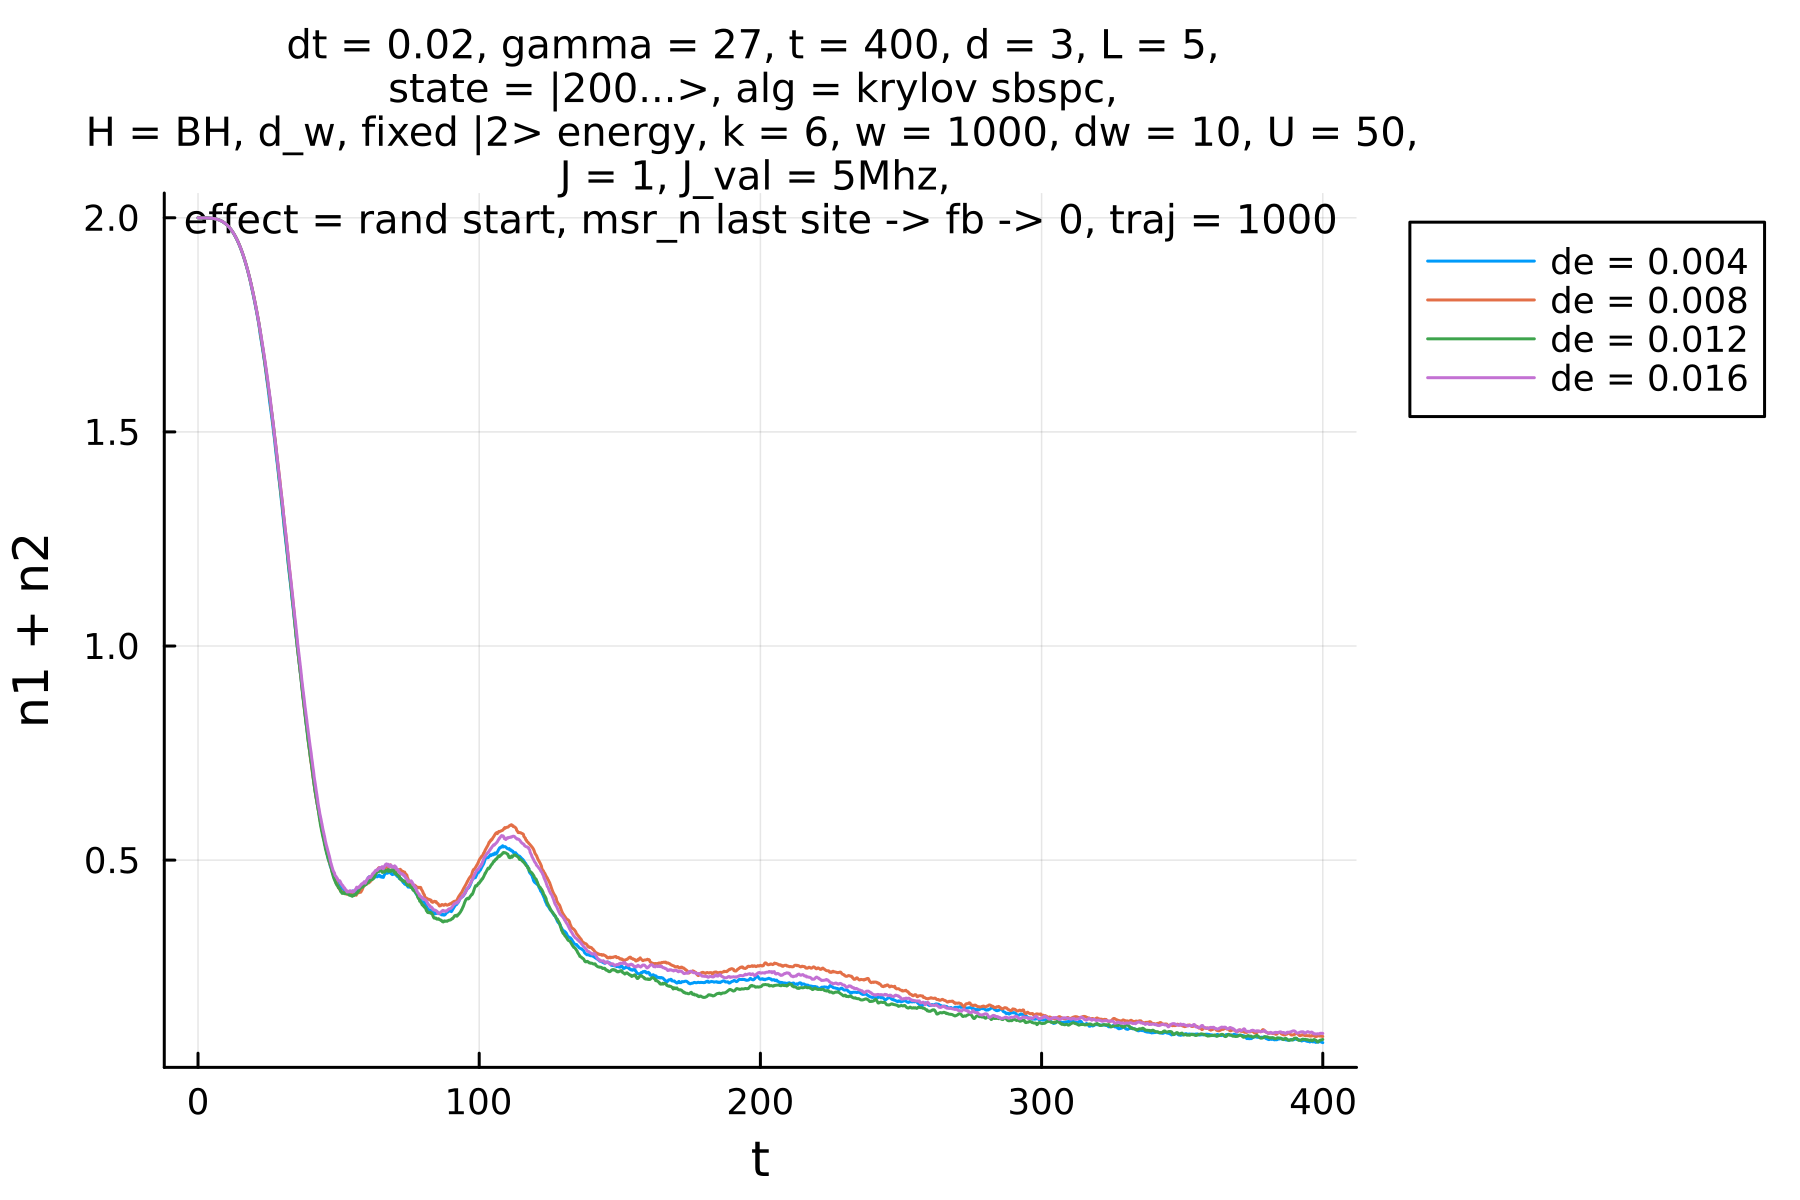 dt = 0.02, gamma = 27, t = 400, d = 3, L = 5,
state = |200...>, alg = krylov sbspc,
H = BH, d_w, fixed |2> energy, k = 6, w = 1000, dw = 10, U = 50,
J = 1, J_val = 5Mhz,
effect = rand start, msr_n last site -> fb -> 0, traj = 1000
2.0
1.5
1.0
0.5
n1 + n2
0 100 200 300 400
t
de = 0.004
de = 0.008
de = 0.012
de = 0.016